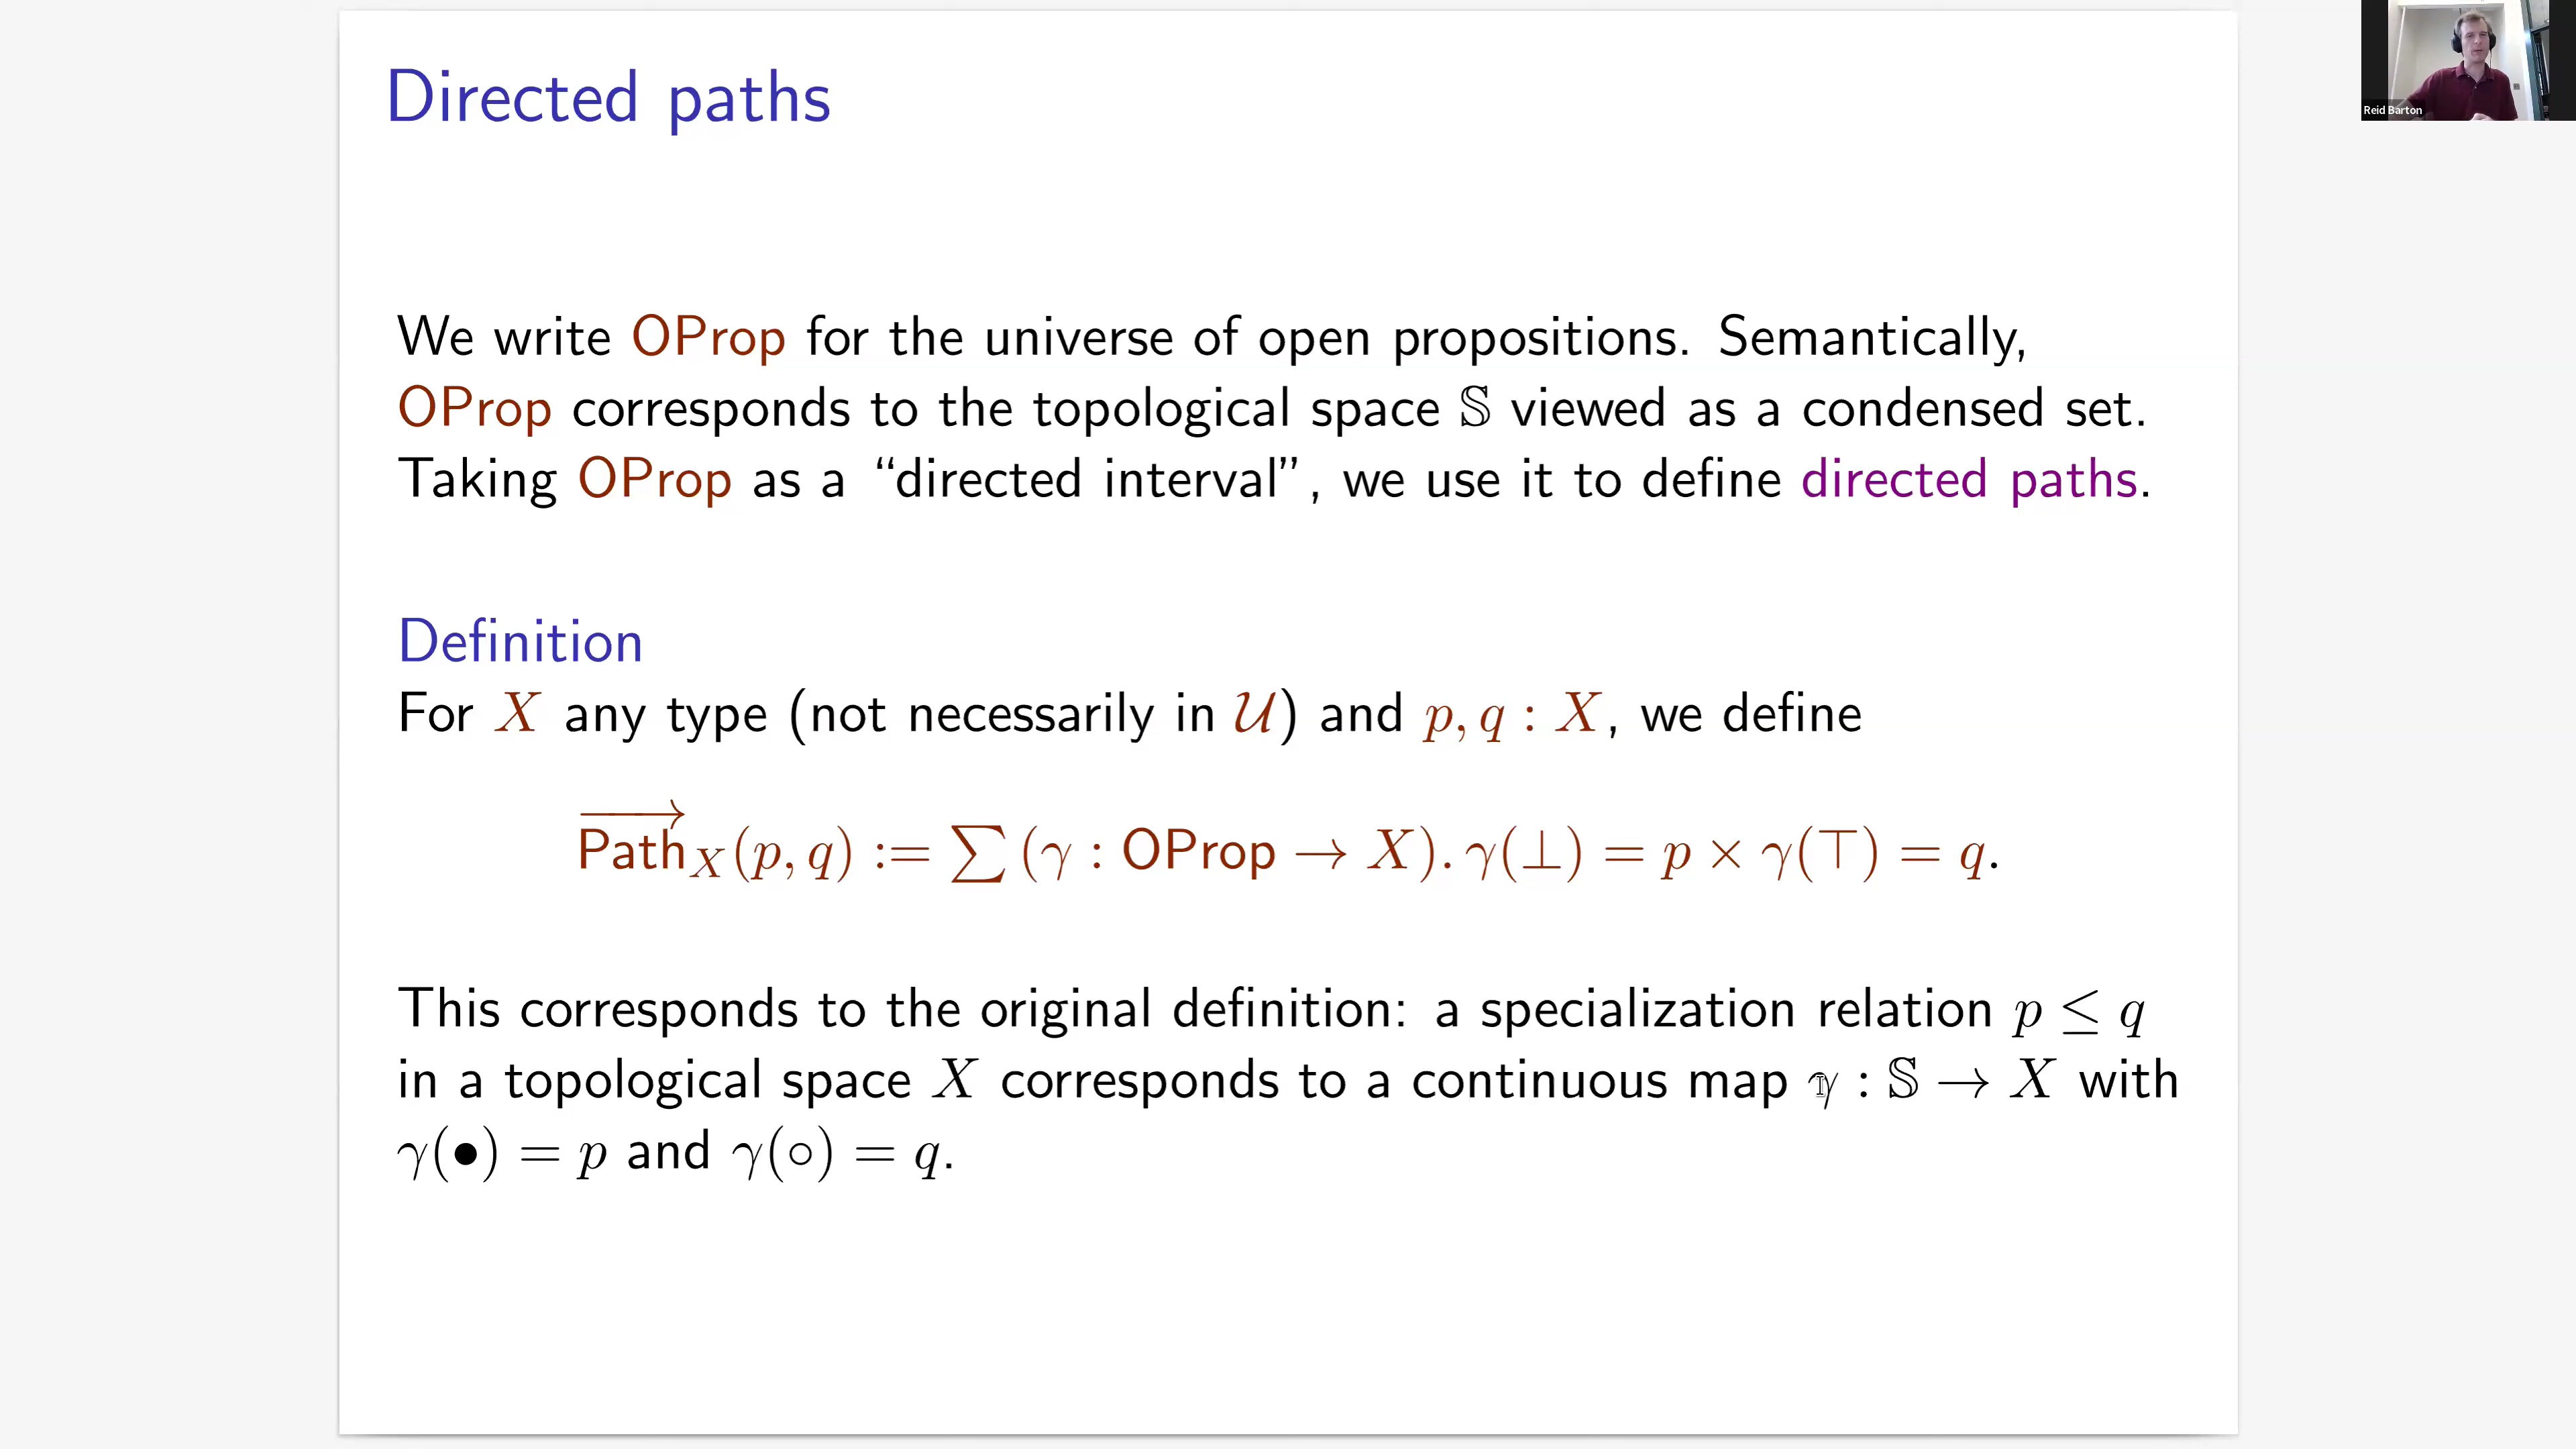 Directed paths
Reid Barton
We write OProp for the universe of open propositions. Semantically,
OProp corresponds to the topological space 𝕊 viewed as a condensed set.
Taking OProp as a “directed interval”, we use it to define directed paths.
Definition
For X any type (not necessarily in 𝒰) and p, q : X, we define
\overrightarrow{Path}_X(p, q) := ∑ (γ : OProp → X). γ(⊥) = p × γ(⊤) = q.
This corresponds to the original definition: a specialization relation p ≤ q
in a topological space X corresponds to a continuous map γ : 𝕊 → X with
γ(•) = p and γ(∘) = q.